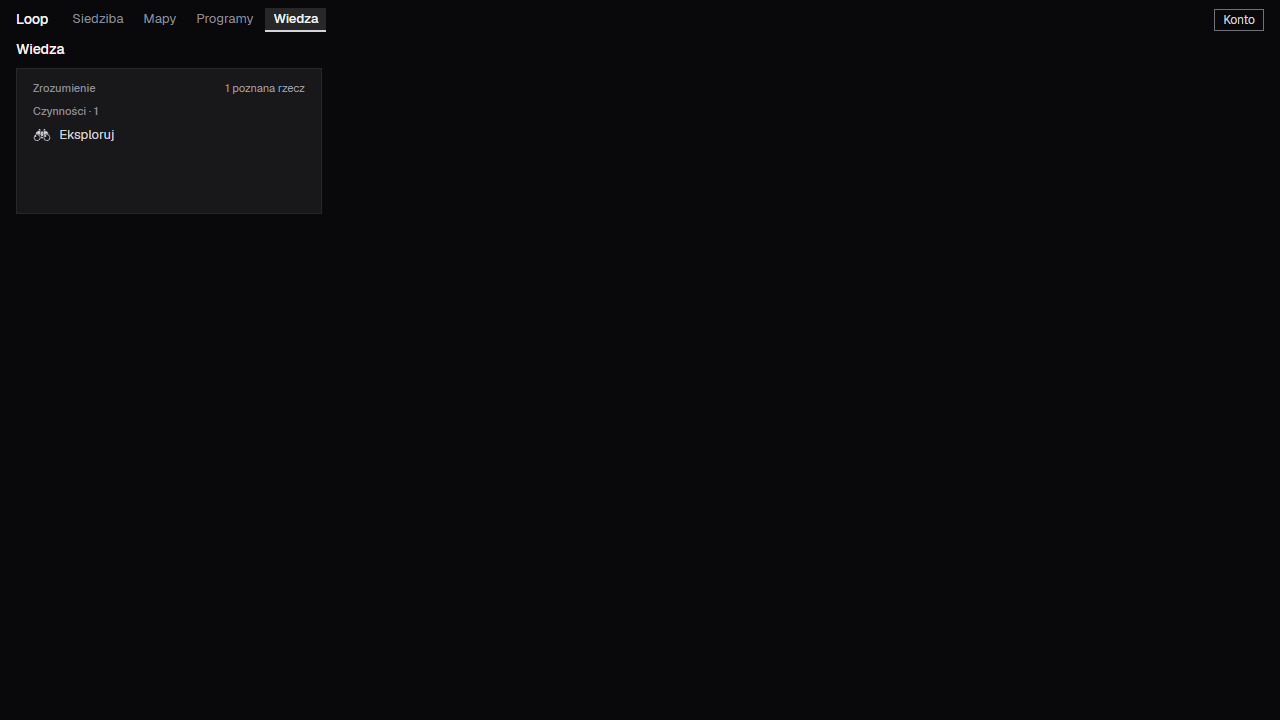 Loop Siedziba Mapy Programy Wiedza Konto
Wiedza
Zrozumienie 1 poznana rzecz
Czynności · 1
Eksploruj